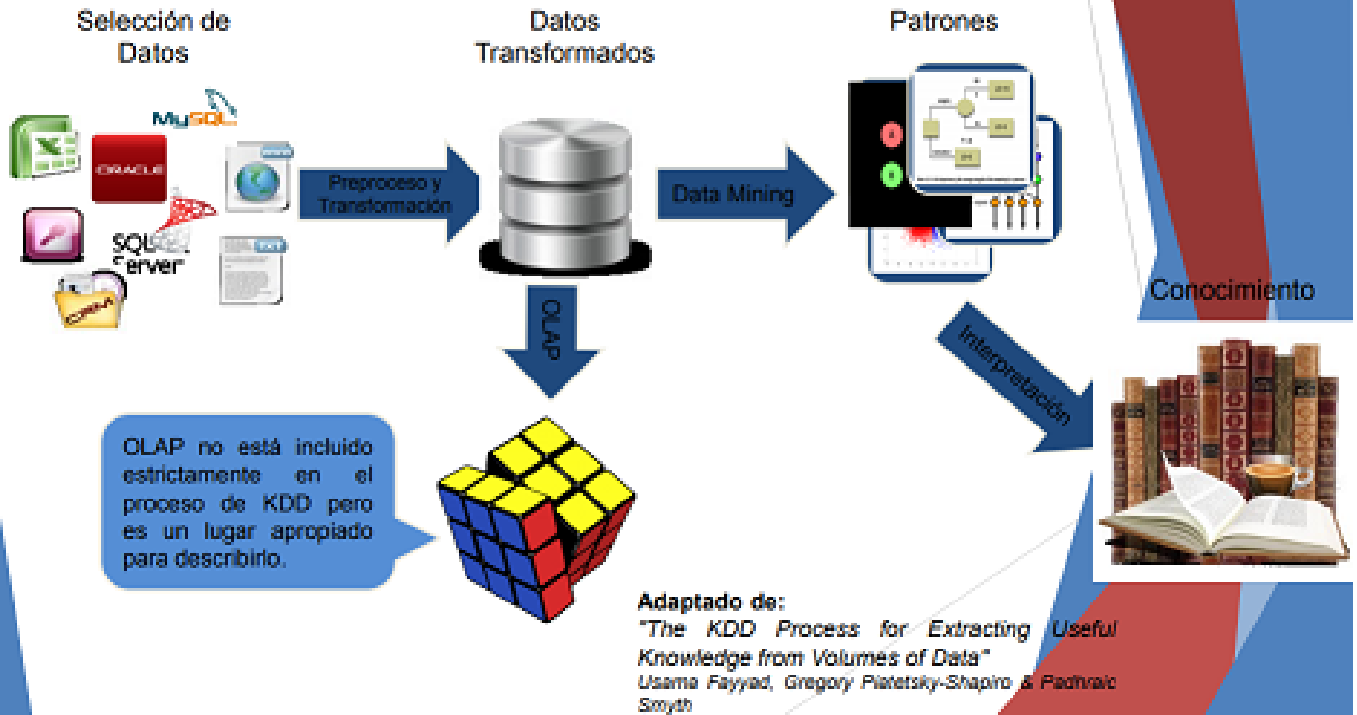 Selección de
Datos
Datos
Transformados
Patrones
MySQL
ORACLE
SQL
Server
TXT
CRM
Preproceso y
Transformación
Data Mining
OLAP
Interpretación
Conocimiento
OLAP no está incluido
estrictamente en el
proceso de KDD pero
es un lugar apropiado
para describirlo.
Adaptado de:
"The KDD Process for Extracting Useful
Knowledge from Volumes of Data"
Usama Fayyad, Gregory Piatetsky-Shapiro & Padhraic
Smyth